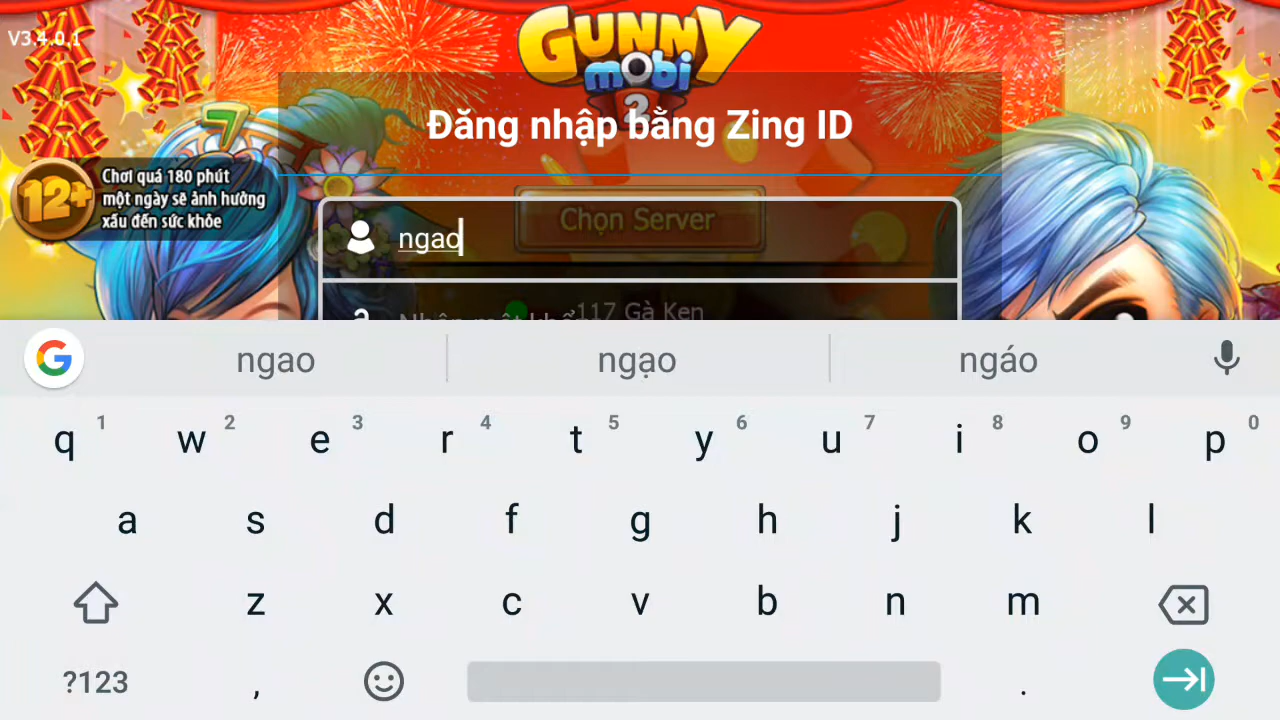 V3.4.0.1
GUNNY
mobi
2
Đăng nhập bằng Zing ID
7
12+
Chơi quá 180 phút
một ngày sẽ ảnh hưởng
xấu đến sức khỏe
Chọn Server
ngao
117 Gà Ken
ngao ngạo ngáo
q 1 w 2 e 3 r 4 t 5 y 6 u 7 i 8 o 9 p 0
a s d f g h j k l
z x c v b n m
?123 , .